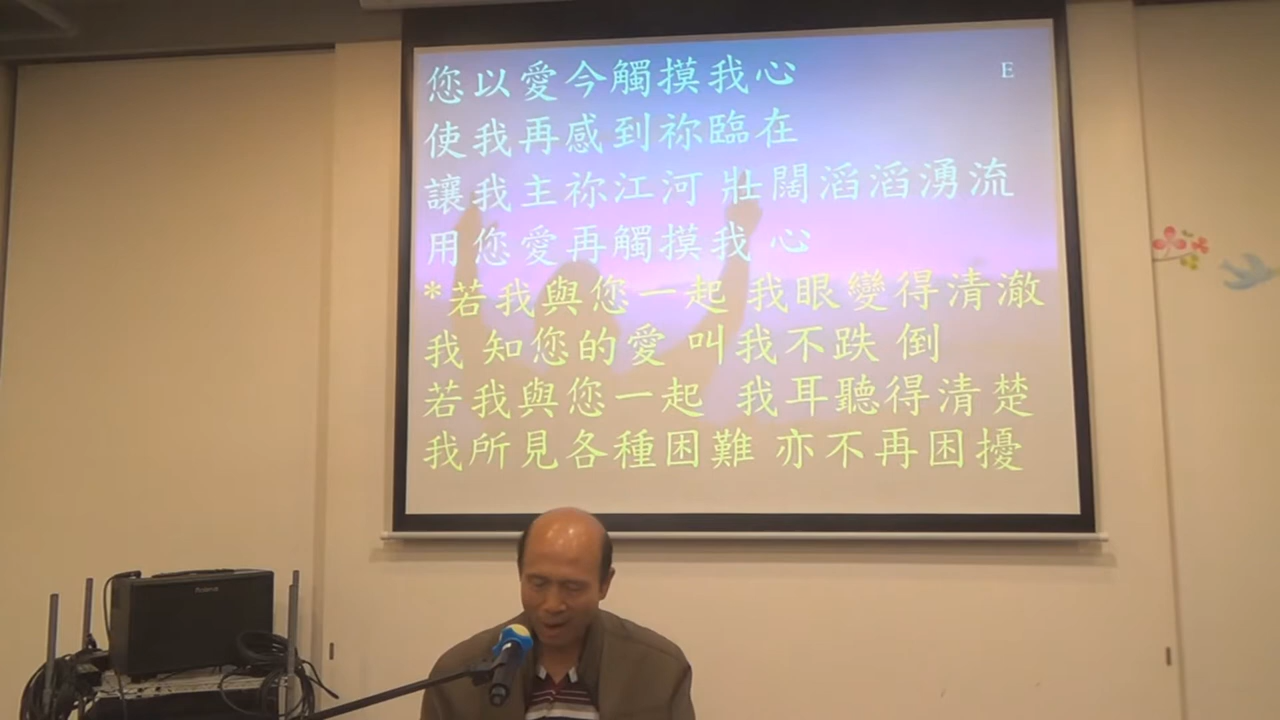 您以愛今觸摸我心
E
使我再感到祢臨在
讓我主祢江河 壯闊滔滔湧流
用您愛再觸摸我 心
*若我與您一起 我眼變得清澈
我 知您的愛 叫我不跌 倒
若我與您一起 我耳聽得清楚
我所見各種困難 亦不再困擾
Roland